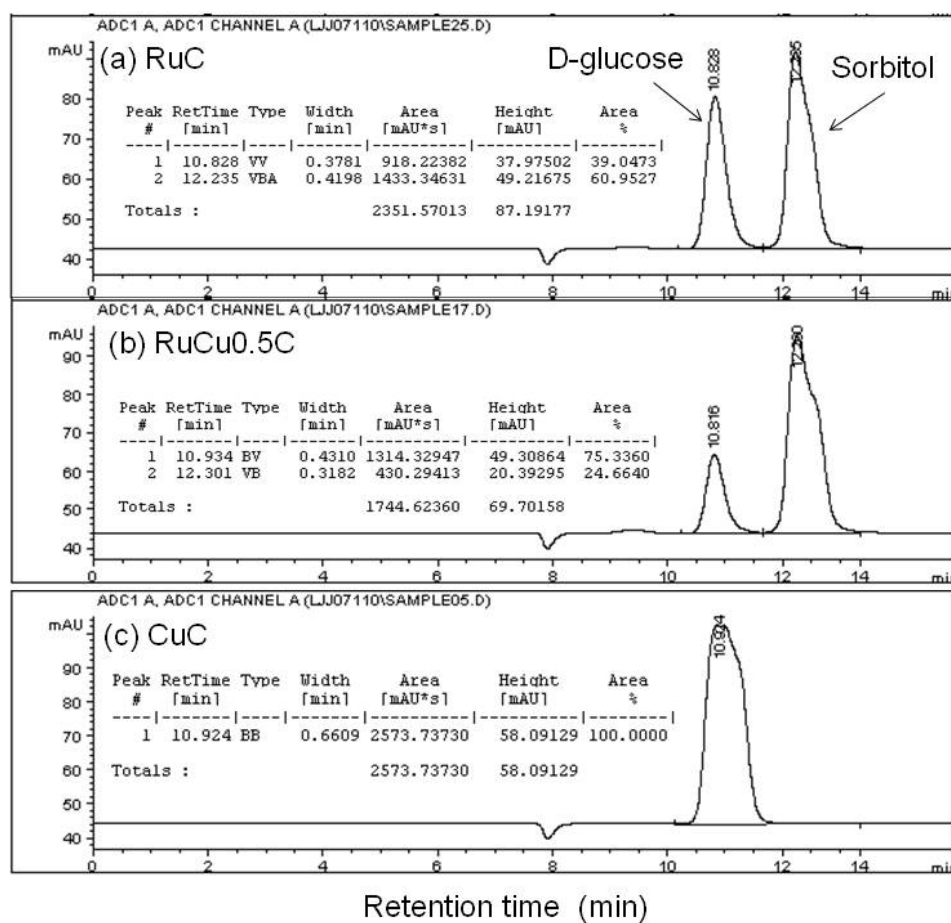 ADC1 A, ADC1 CHANNEL A (LJJ07110\SAMPLE25.D)
mAU
(a) RuC
D-glucose
Sorbitol
10.828
Peak RetTime Type Width Area Height Area
# [min] [min] [mAU*s] [mAU] %
----|-------|----|-------|----------|----------|--------|
1 10.828 VV 0.3781 918.22382 37.97502 39.0473
2 12.235 VBA 0.4198 1433.34631 49.21675 60.9527
Totals : 2351.57013 87.19177
80
70
60
50
40
0 2 4 6 8 10 12 14 min
ADC1 A, ADC1 CHANNEL A (LJJ07110\SAMPLE17.D)
mAU
(b) RuCu0.5C
10.816
Peak RetTime Type Width Area Height Area
# [min] [min] [mAU*s] [mAU] %
----|-------|----|-------|----------|----------|--------|
1 10.934 BV 0.4310 1314.32947 49.30864 75.3360
2 12.301 VB 0.3182 430.29413 20.39295 24.6640
Totals : 1744.62360 69.70158
90
80
70
60
50
40
0 2 4 6 8 10 12 14 min
ADC1 A, ADC1 CHANNEL A (LJJ07110\SAMPLE05.D)
mAU
(c) CuC
10.924
Peak RetTime Type Width Area Height Area
# [min] [min] [mAU*s] [mAU] %
----|-------|----|-------|----------|----------|--------|
1 10.924 BB 0.6609 2573.73730 58.09129 100.0000
Totals : 2573.73730 58.09129
90
80
70
60
50
40
0 2 4 6 8 10 12 14 min
Retention time (min)